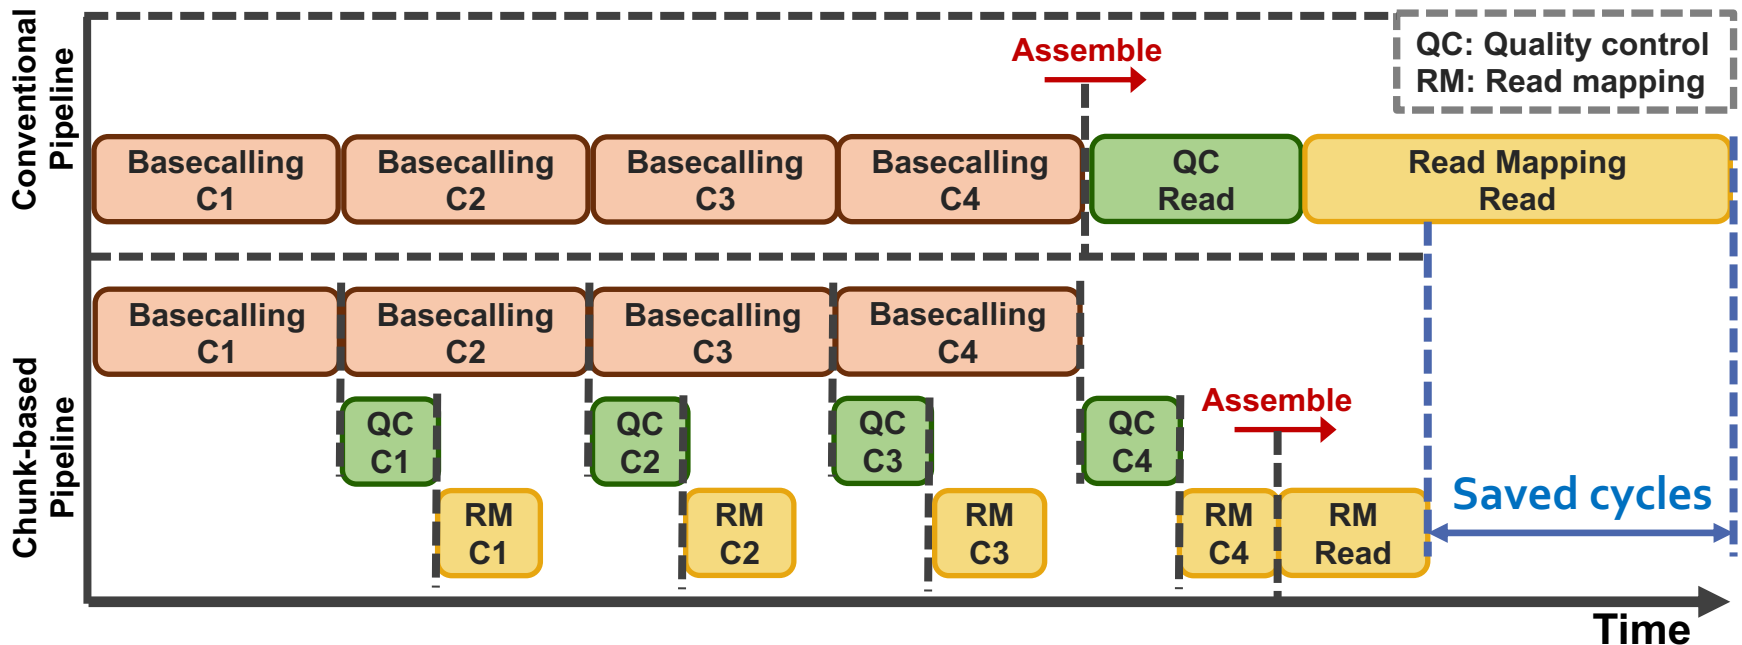 Conventional
Pipeline
Assemble
QC: Quality control
RM: Read mapping
Basecalling
C1
Basecalling
C2
Basecalling
C3
Basecalling
C4
QC
Read
Read Mapping
Read
Chunk-based
Pipeline
Basecalling
C1
Basecalling
C2
Basecalling
C3
Basecalling
C4
QC
C1
QC
C2
QC
C3
QC
C4
Assemble
RM
C1
RM
C2
RM
C3
RM
C4
RM
Read
Saved cycles
Time